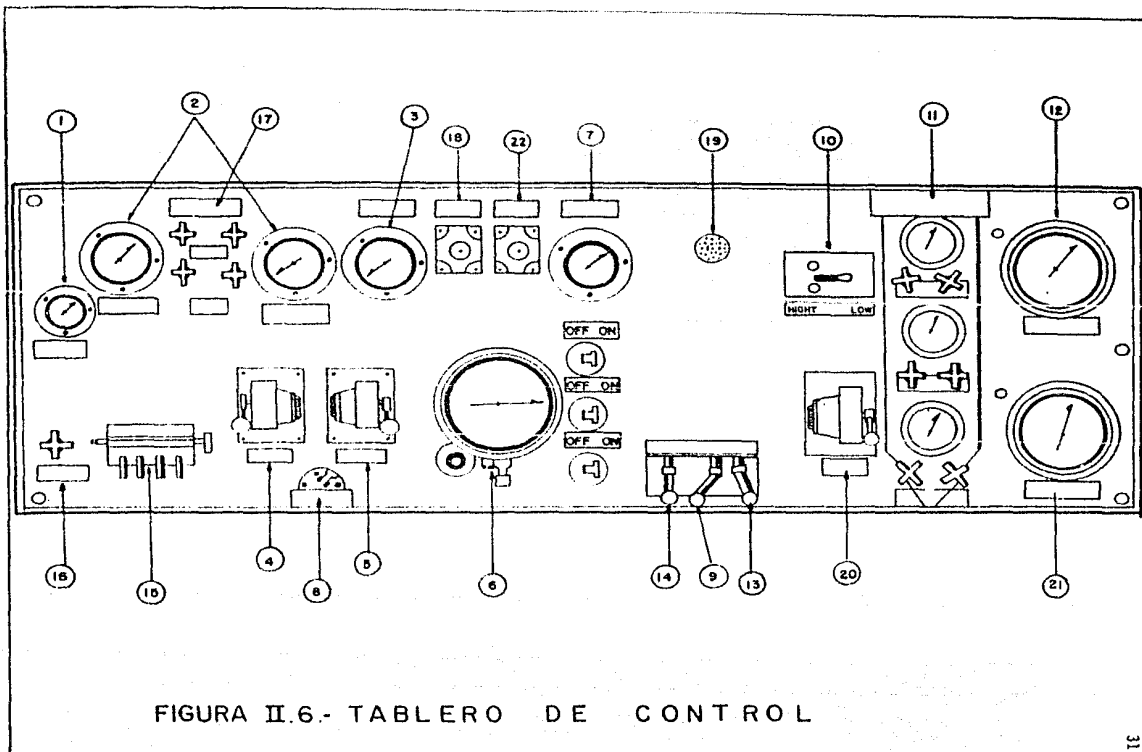 1 2 17 3 18 22 7 19 10 11 12
HIGHT LOW
OFF ON
OFF ON
OFF ON
16 15 4 8 5 6 14 9 13 20 21
FIGURA II.6.- TABLERO DE CONTROL
31